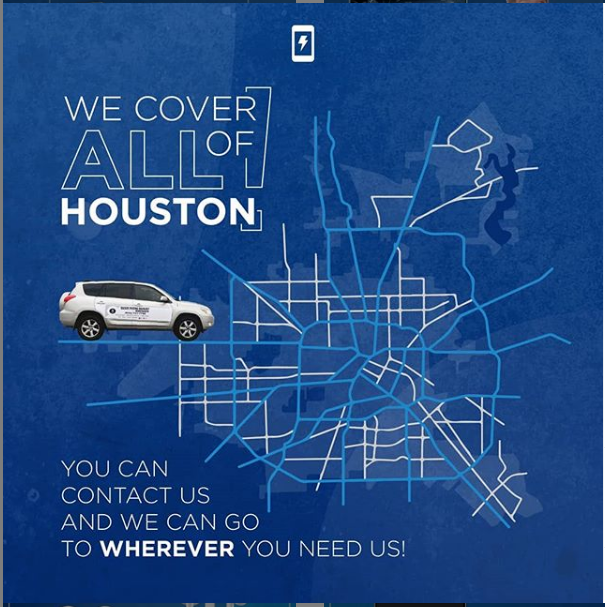 WE COVER
ALL OF
HOUSTON
YOU CAN
CONTACT US
AND WE CAN GO
TO WHEREVER YOU NEED US!